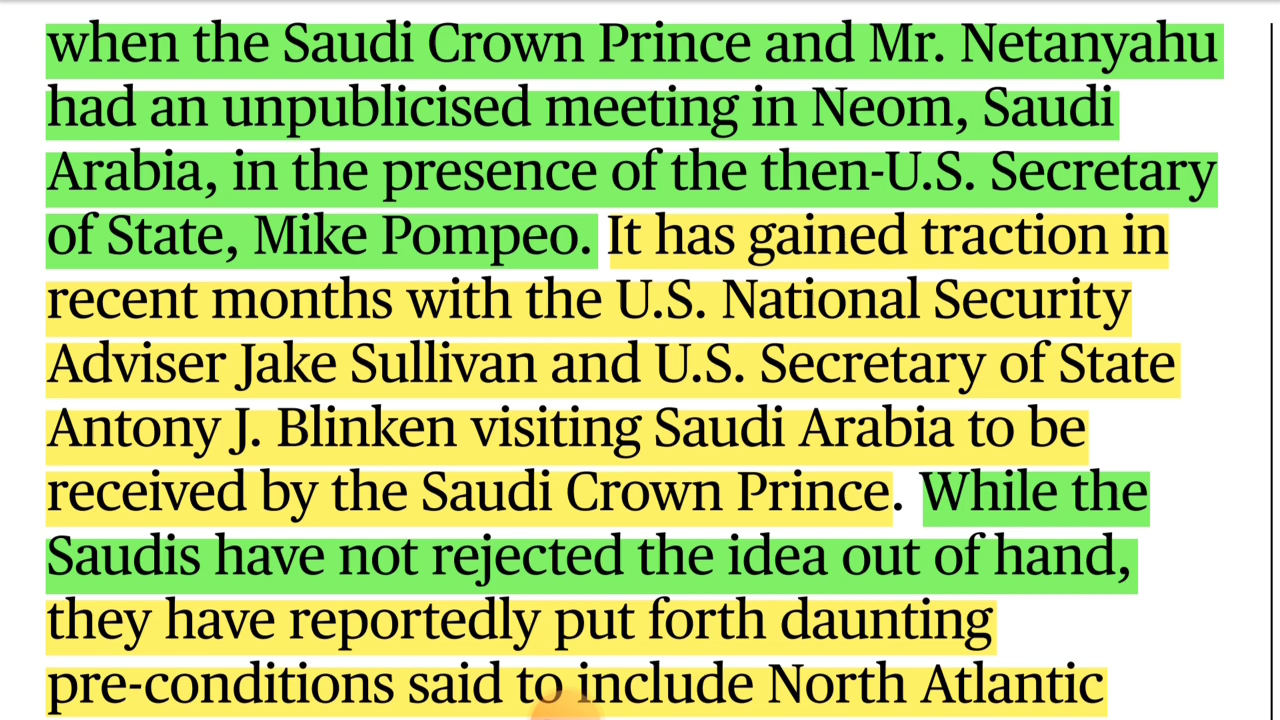 when the Saudi Crown Prince and Mr. Netanyahu
had an unpublicised meeting in Neom, Saudi
Arabia, in the presence of the then-U.S. Secretary
of State, Mike Pompeo. It has gained traction in
recent months with the U.S. National Security
Adviser Jake Sullivan and U.S. Secretary of State
Antony J. Blinken visiting Saudi Arabia to be
received by the Saudi Crown Prince. While the
Saudis have not rejected the idea out of hand,
they have reportedly put forth daunting
pre-conditions said to include North Atlantic